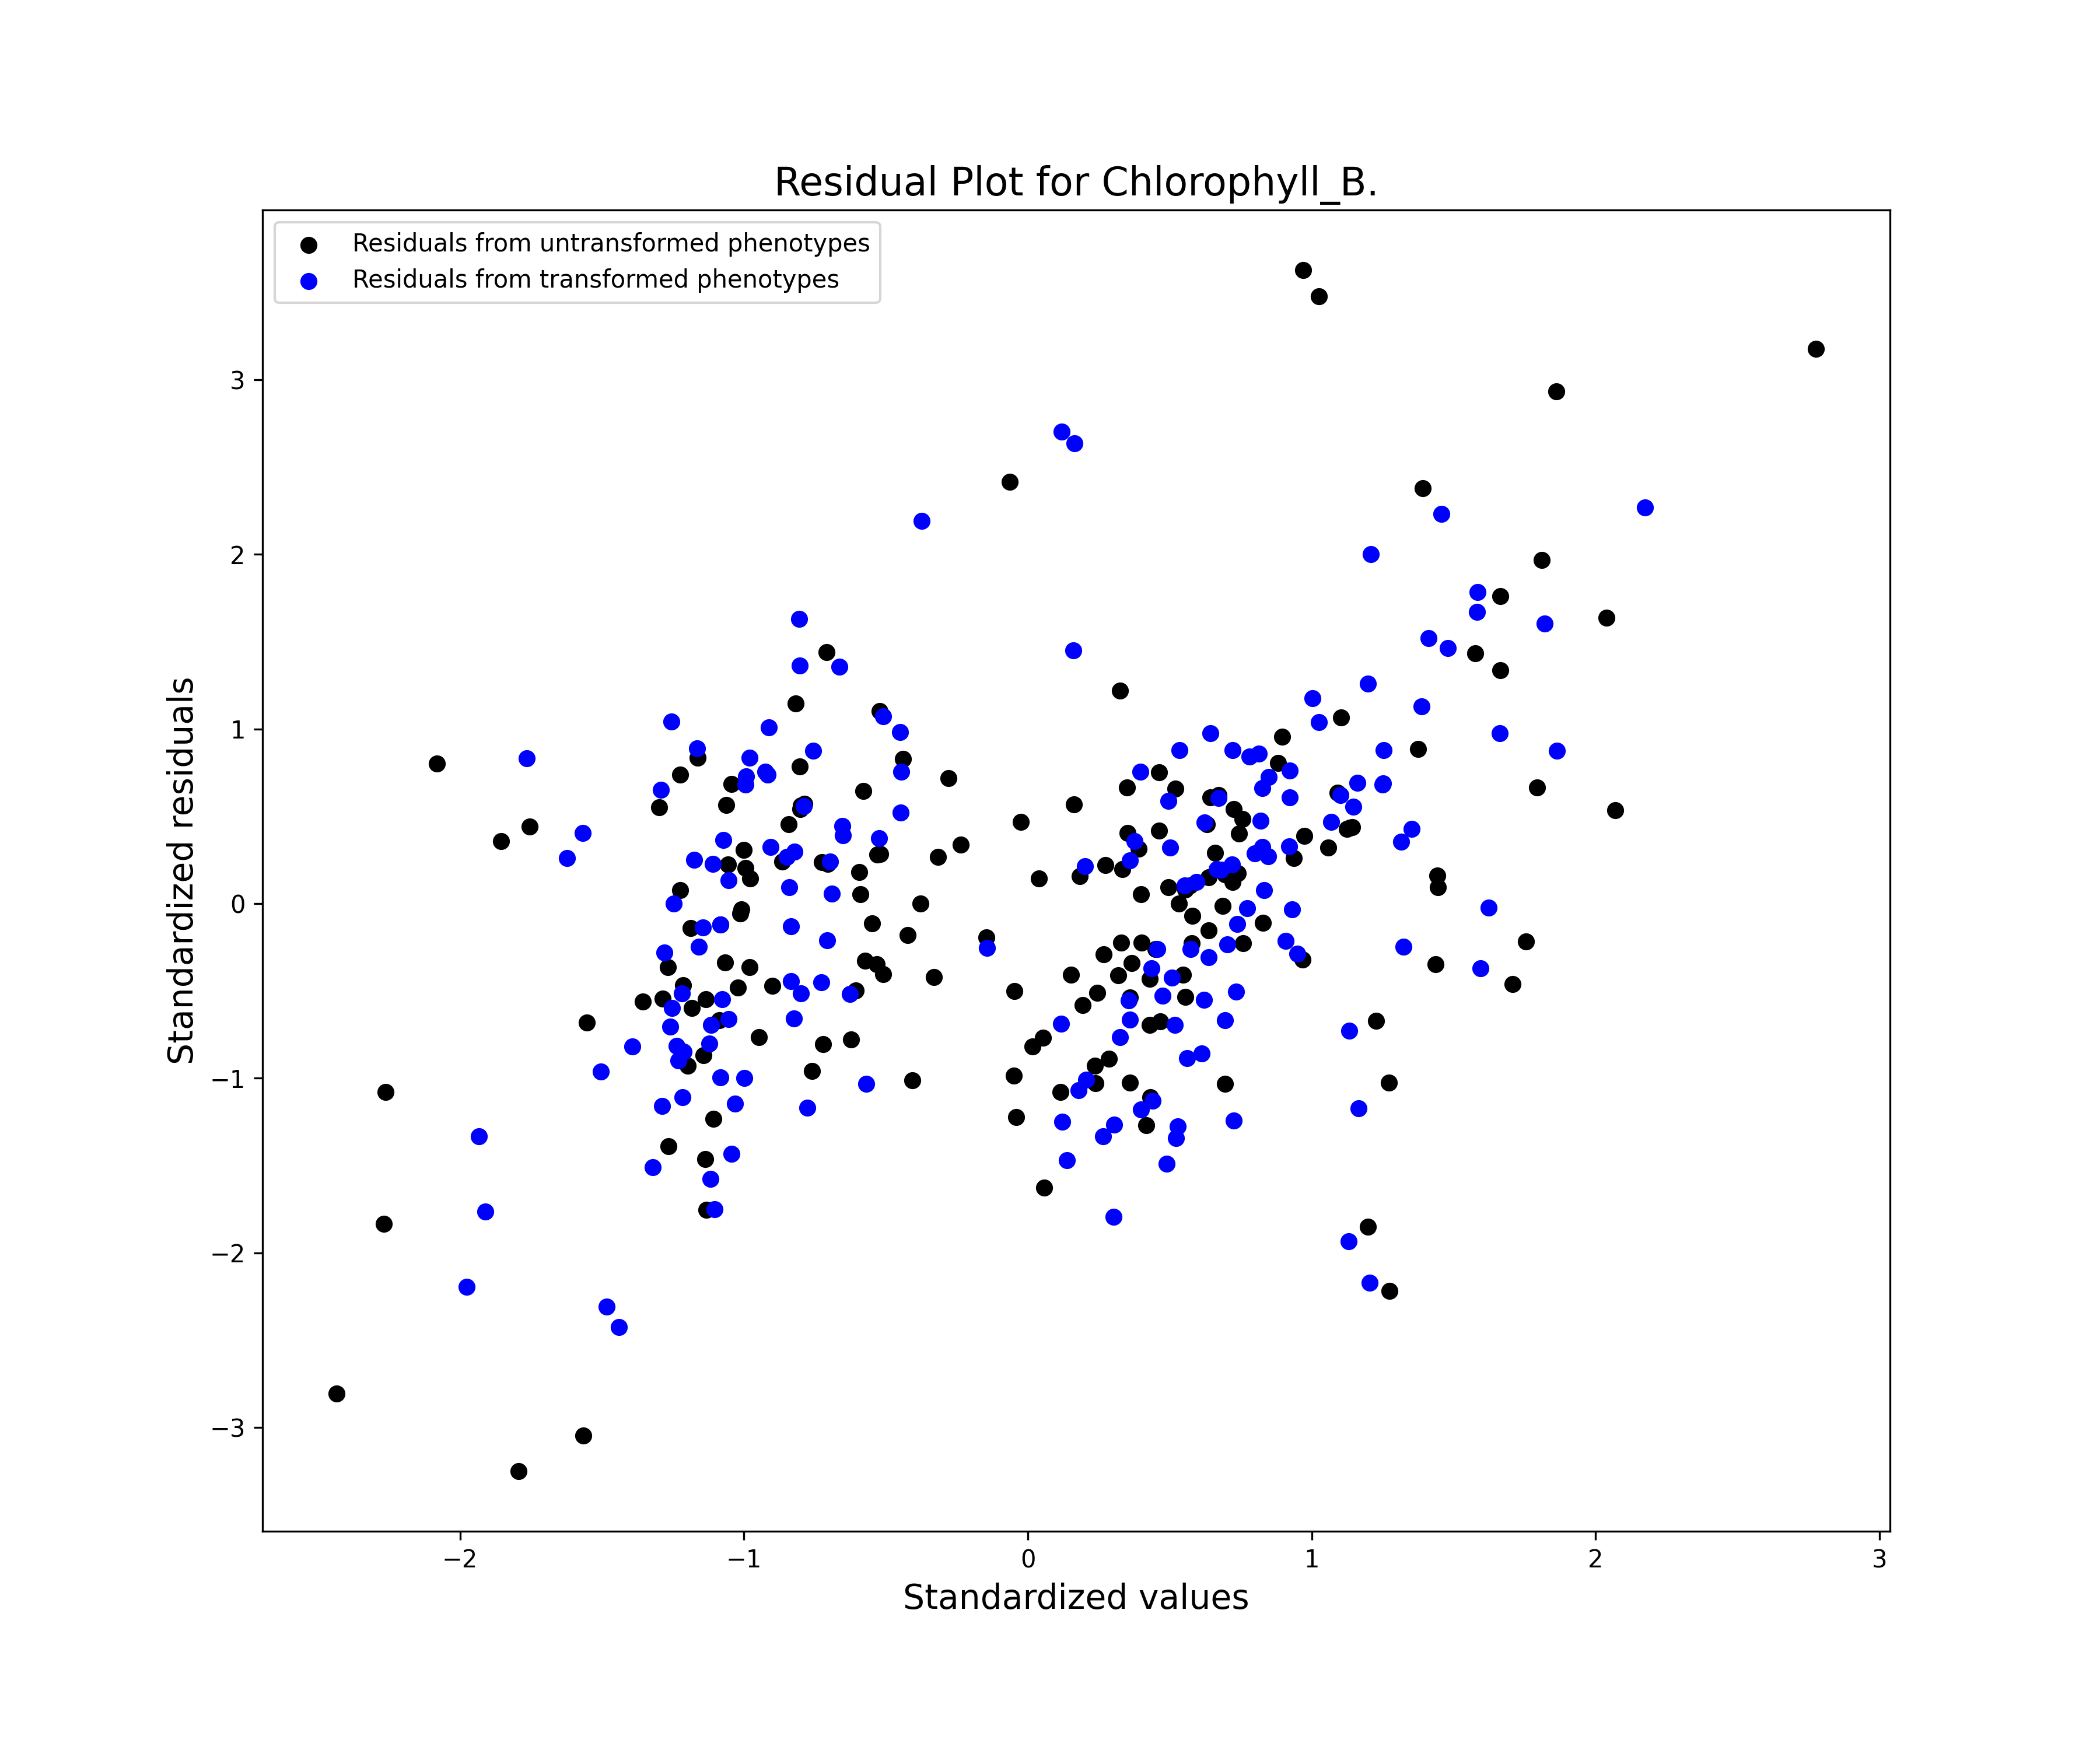 Residual Plot for Chlorophyll_B.
Residuals from untransformed phenotypes
Residuals from transformed phenotypes
Standardized residuals
3
2
1
0
−1
−2
−3
−2 −1 0 1 2 3
Standardized values